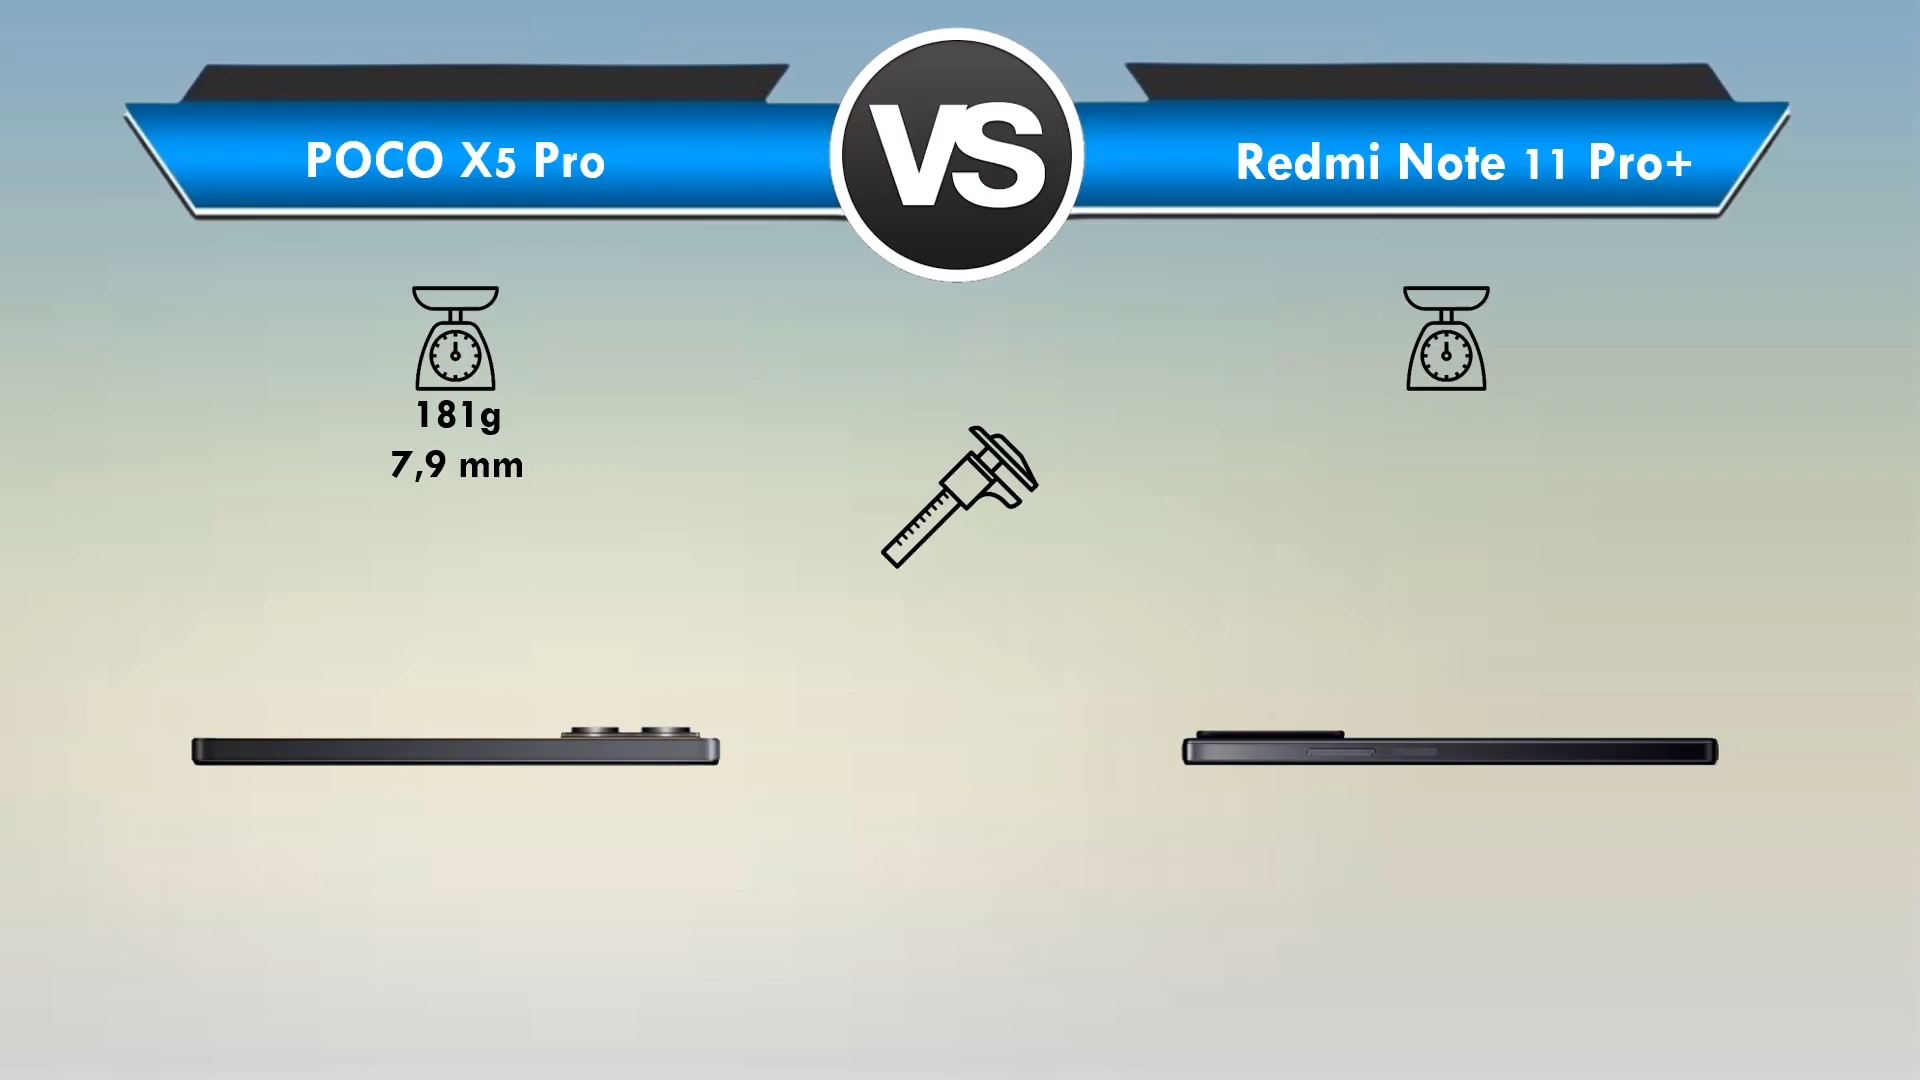 POCO X5 Pro
VS
Redmi Note 11 Pro+
181g
7,9 mm